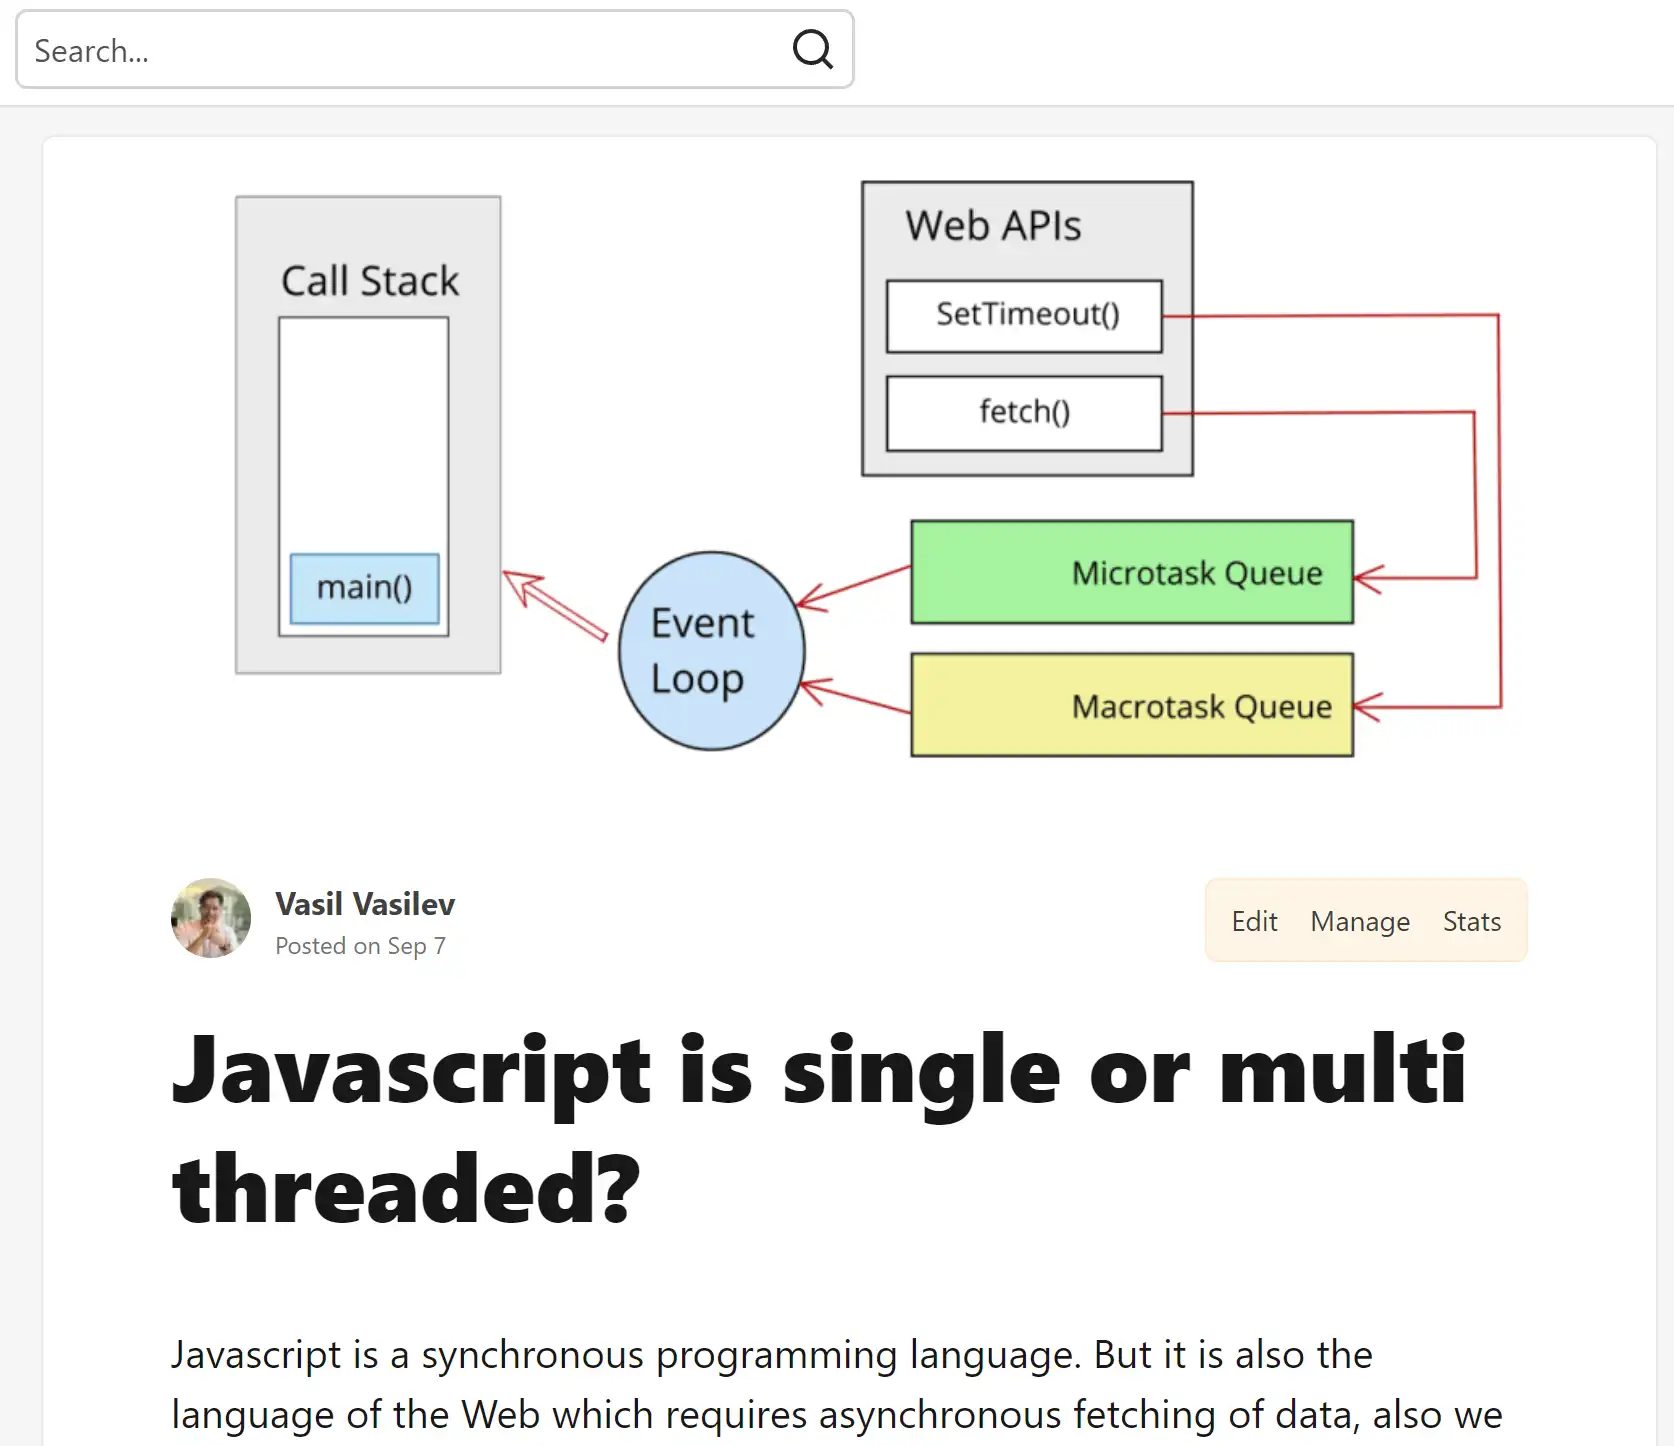 Search...
Call Stack
main()
Web APIs
SetTimeout()
fetch()
Event
Loop
Microtask Queue
Macrotask Queue
Vasil Vasilev
Posted on Sep 7
Edit Manage Stats
Javascript is single or multi
threaded?
Javascript is a synchronous programming language. But it is also the
language of the Web which requires asynchronous fetching of data, also we